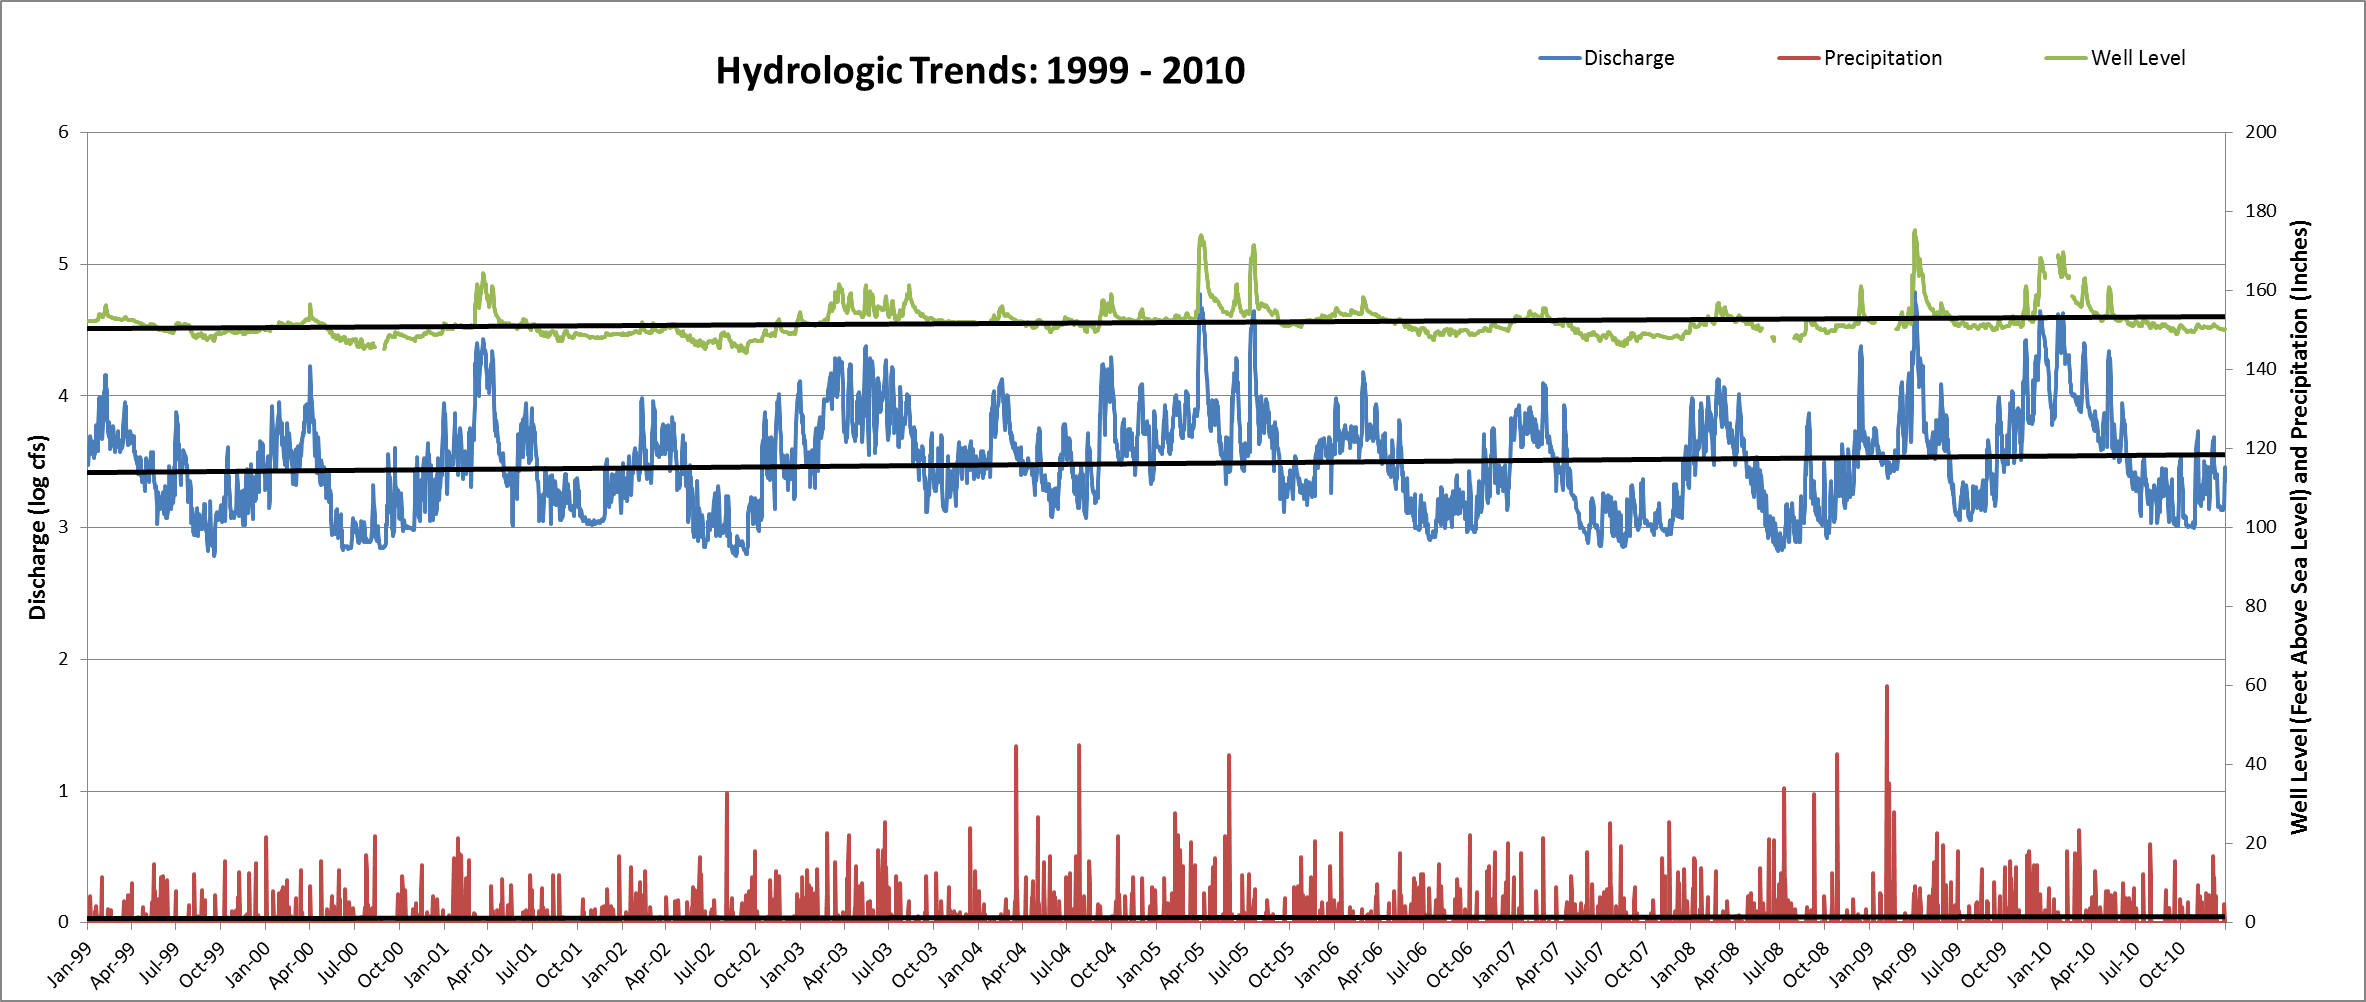 Hydrologic Trends: 1999 - 2010
Discharge
Precipitation
Well Level
Discharge (log cfs)
6
5
4
3
2
1
0
200
180
160
140
120
100
80
60
40
20
0
Well Level (Feet Above Sea Level) and Precipitation (Inches)
Jan-99
Apr-99
Jul-99
Oct-99
Jan-00
Apr-00
Jul-00
Oct-00
Jan-01
Apr-01
Jul-01
Oct-01
Jan-02
Apr-02
Jul-02
Oct-02
Jan-03
Apr-03
Jul-03
Oct-03
Jan-04
Apr-04
Jul-04
Oct-04
Jan-05
Apr-05
Jul-05
Oct-05
Jan-06
Apr-06
Jul-06
Oct-06
Jan-07
Apr-07
Jul-07
Oct-07
Jan-08
Apr-08
Jul-08
Oct-08
Jan-09
Apr-09
Jul-09
Oct-09
Jan-10
Apr-10
Jul-10
Oct-10